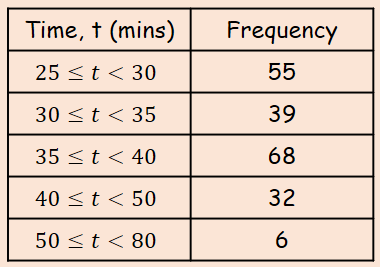 Time, t (mins) Frequency
25 ≤ t < 30 55
30 ≤ t < 35 39
35 ≤ t < 40 68
40 ≤ t < 50 32
50 ≤ t < 80 6